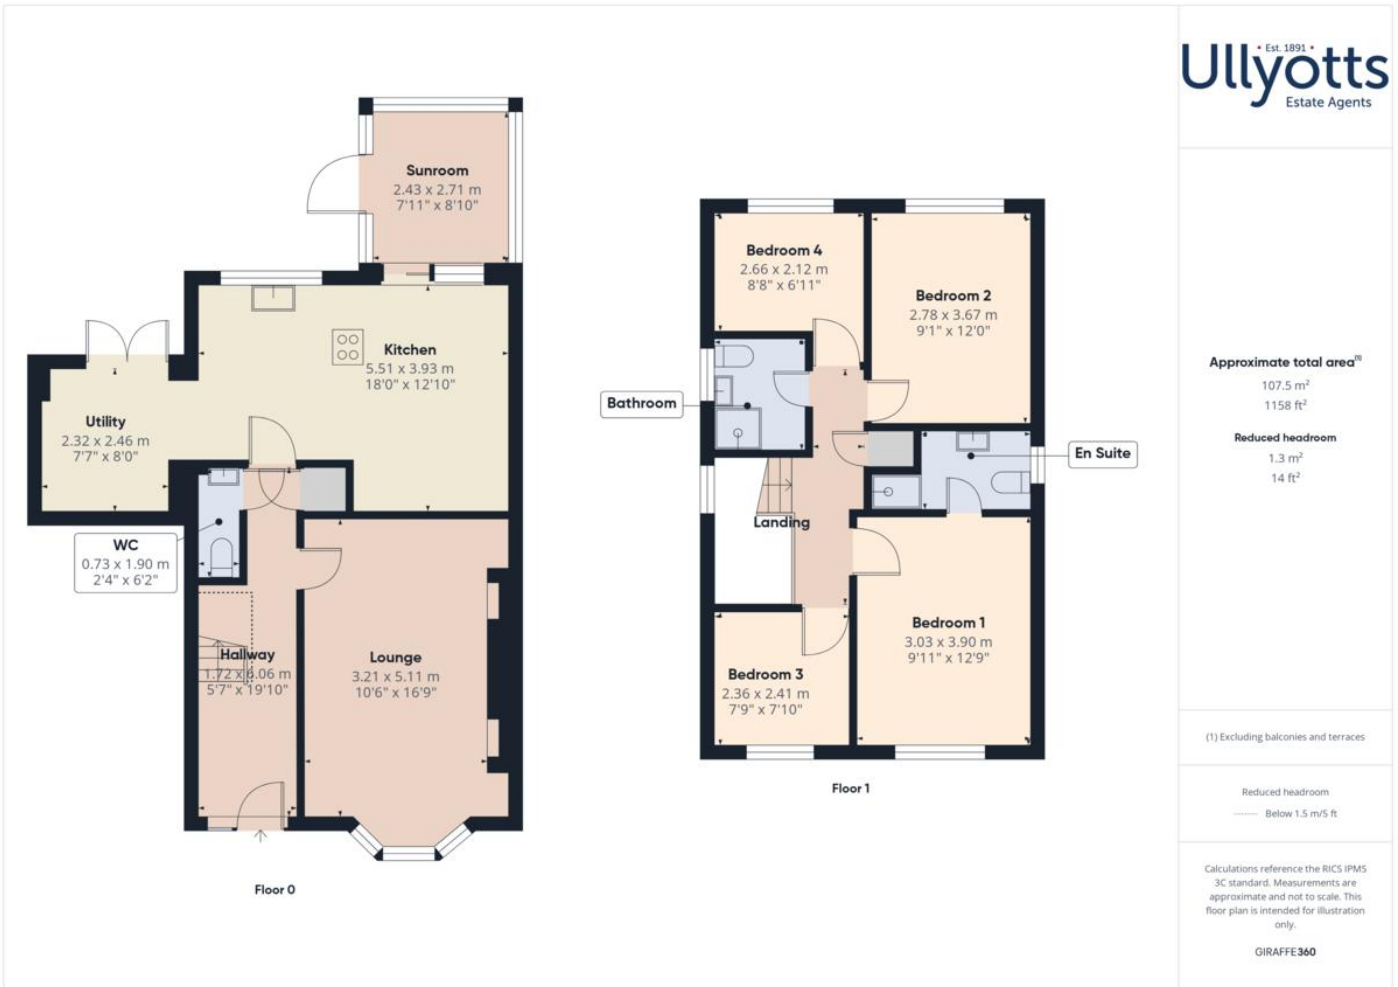 Sunroom
2.43 x 2.71 m
7'11" x 8'10"
Kitchen
5.51 x 3.93 m
18'0" x 12'10"
Utility
2.32 x 2.46 m
7'7" x 8'0"
WC
0.73 x 1.90 m
2'4" x 6'2"
Hallway
1.72 x 6.06 m
5'7" x 19'10"
Lounge
3.21 x 5.11 m
10'6" x 16'9"
Floor 0
Bedroom 4
2.66 x 2.12 m
8'8" x 6'11"
Bedroom 2
2.78 x 3.67 m
9'1" x 12'0"
Bathroom
En Suite
Landing
Bedroom 1
3.03 x 3.90 m
9'11" x 12'9"
Bedroom 3
2.36 x 2.41 m
7'9" x 7'10"
Floor 1
Est. 1891
Ullyotts
Estate Agents
Approximate total area(1)
107.5 m²
1158 ft²
Reduced headroom
1.3 m²
14 ft²
(1) Excluding balconies and terraces
Reduced headroom
Below 1.5 m/5 ft
Calculations reference the RICS IPMS
3C standard. Measurements are
approximate and not to scale. This
floor plan is intended for illustration
only.
GIRAFFE360